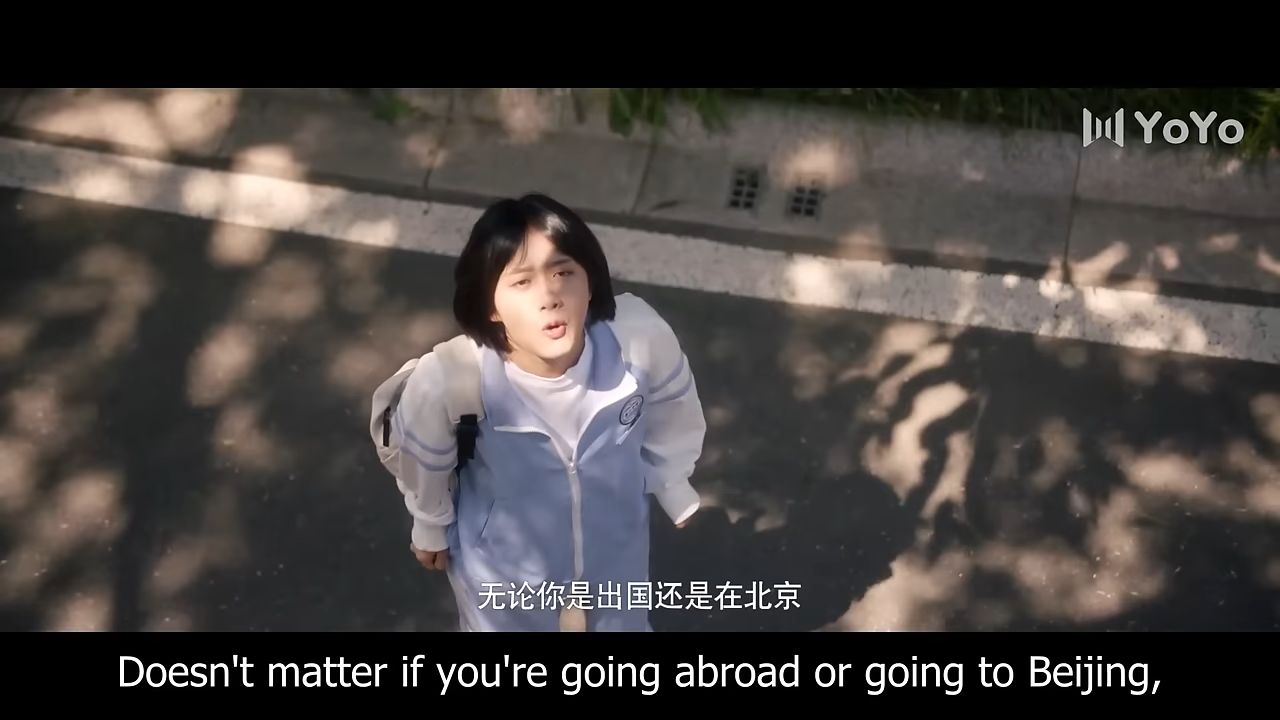 YoYo
无论你是出国还是在北京
Doesn't matter if you're going abroad or going to Beijing,